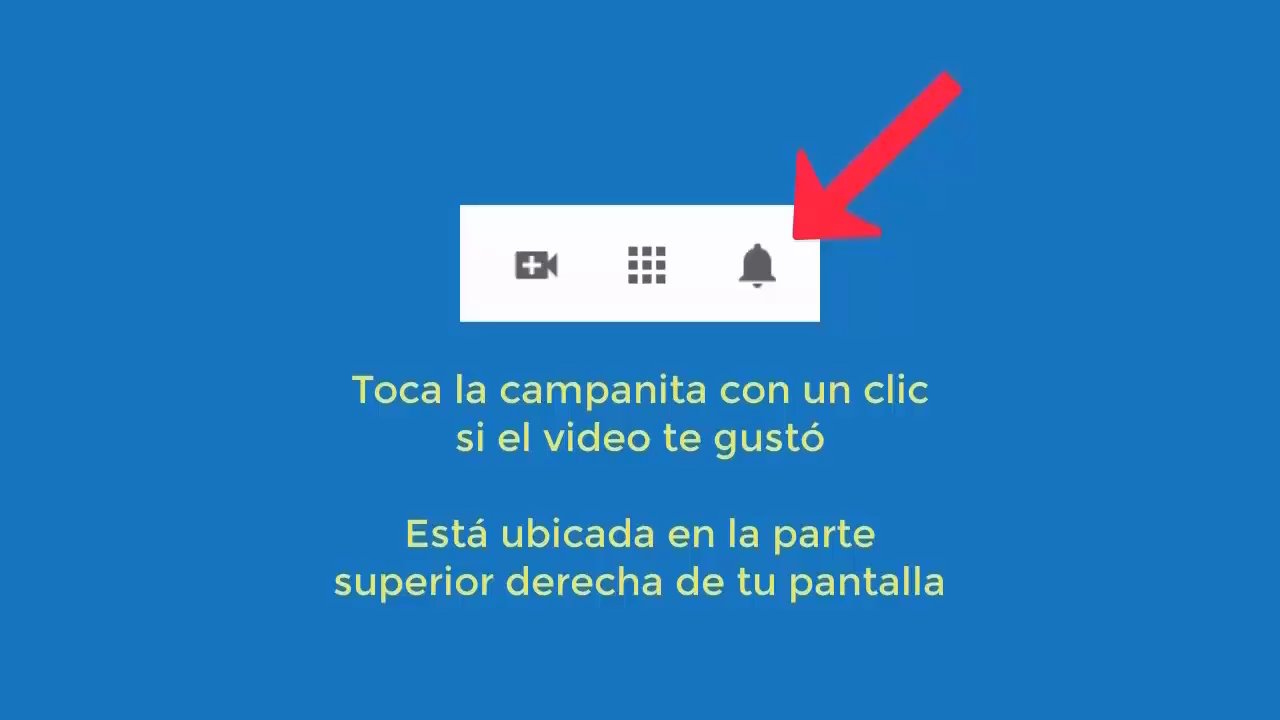 Toca la campanita con un clic
si el video te gustó
Está ubicada en la parte
superior derecha de tu pantalla